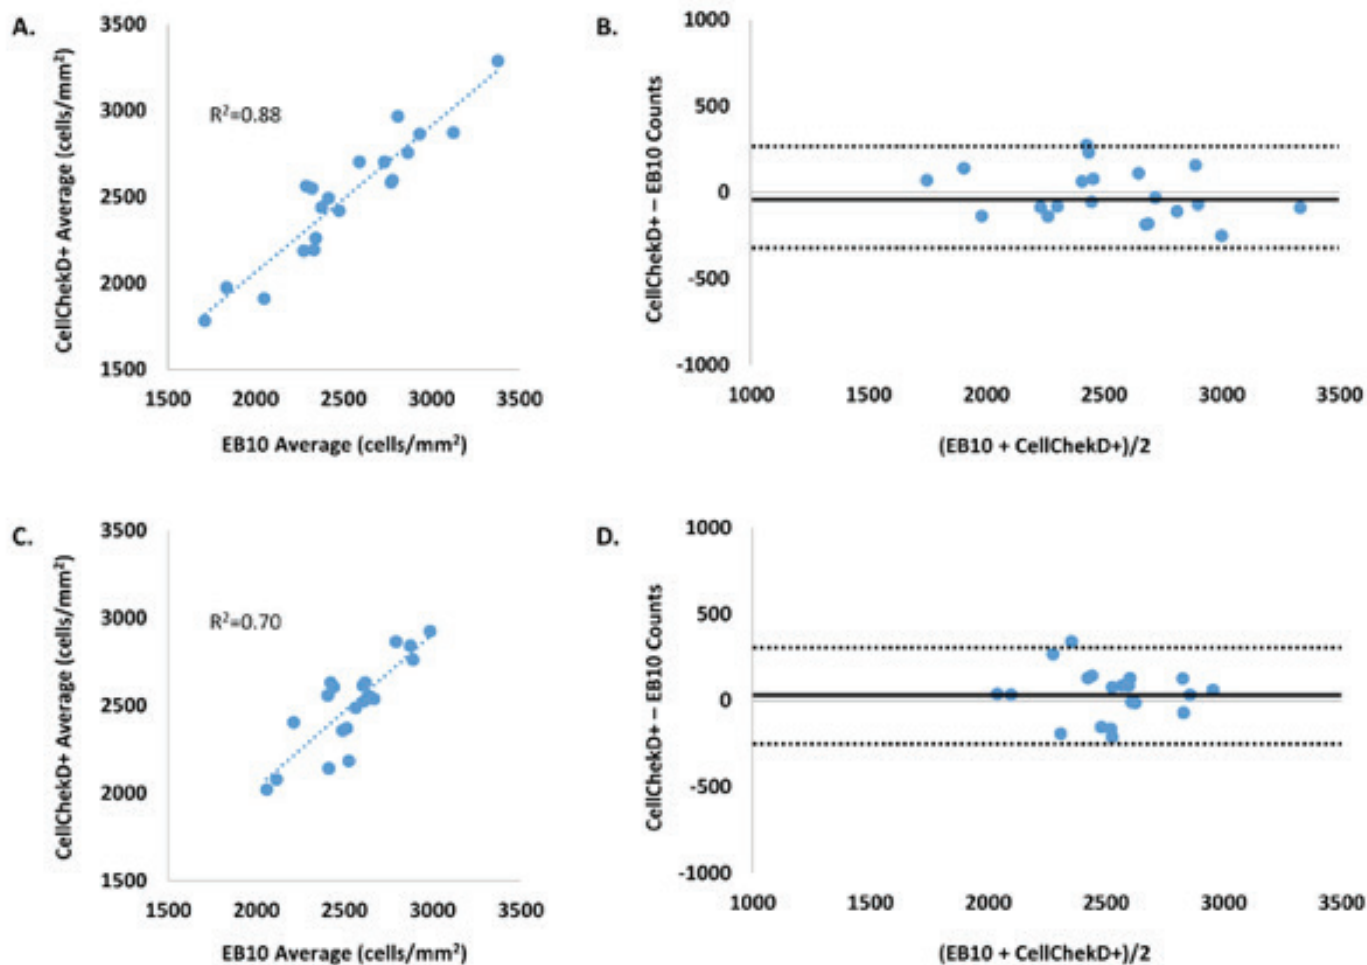 A.
CellChekD+ Average (cells/mm²)
3500
3000
2500
2000
1500
R²=0.88
1500 2000 2500 3000 3500
EB10 Average (cells/mm²)
B.
CellChekD+ – EB10 Counts
1000
500
0
-500
-1000
1000 1500 2000 2500 3000 3500
(EB10 + CellChekD+)/2
C.
CellChekD+ Average (cells/mm²)
3500
3000
2500
2000
1500
R²=0.70
1500 2000 2500 3000 3500
EB10 Average (cells/mm²)
D.
CellChekD+ – EB10 Counts
1000
500
0
-500
-1000
1000 1500 2000 2500 3000 3500
(EB10 + CellChekD+)/2